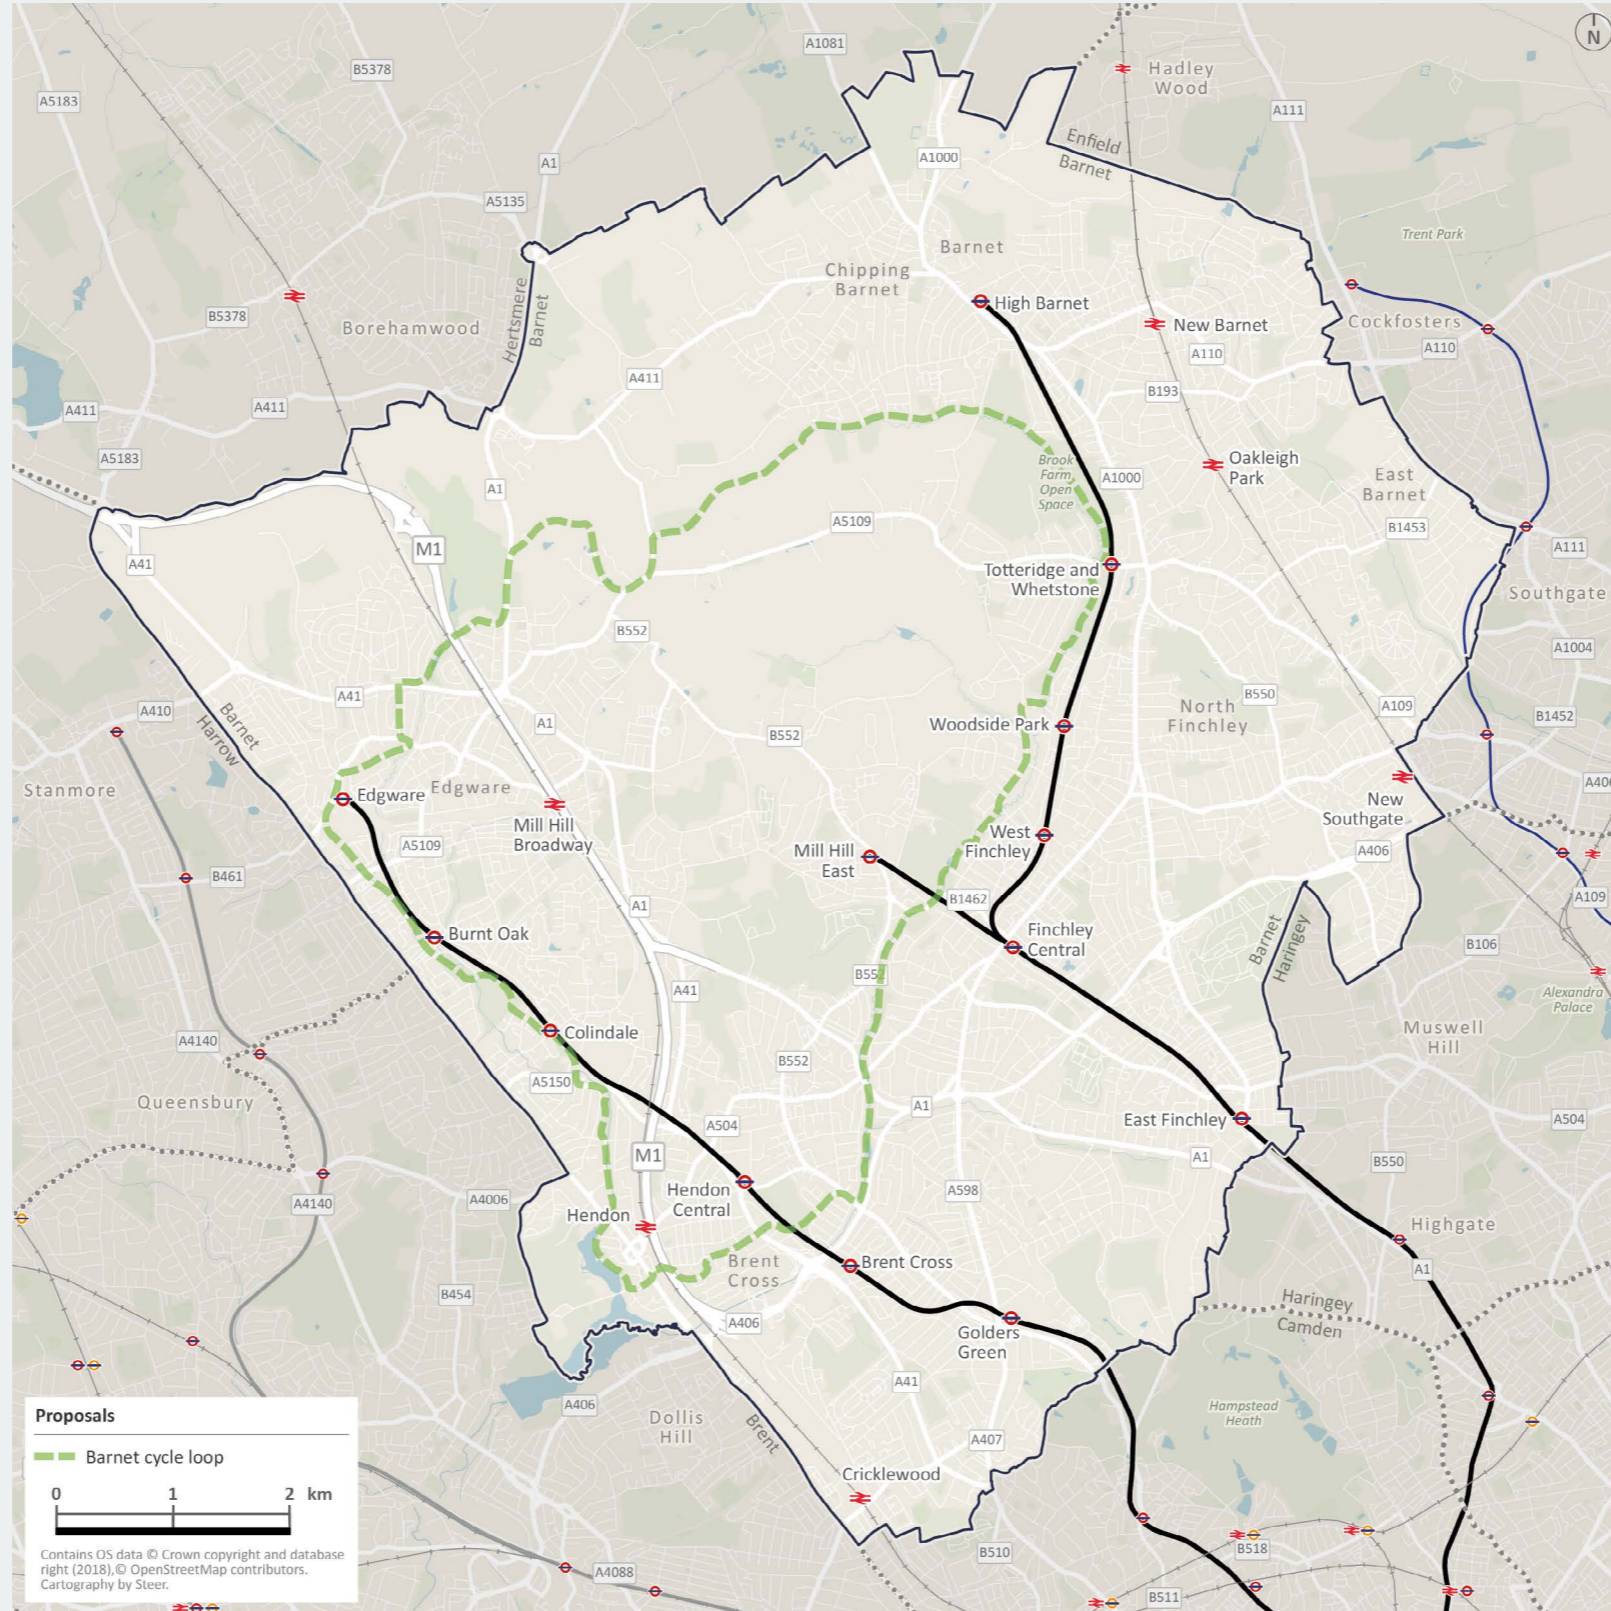 A1081
N
B5378
Hadley
Wood
A5183
A111
A1000
Enfield
Barnet
A1
A5135
Trent Park
Barnet
Chipping
Barnet
Hertsmere
Barnet
High Barnet
B5378
Borehamwood
Cockfosters
New Barnet
A110
A110
A411
B193
A411
A411
A5183
Brook
Farm
Open
Space
A1000
Oakleigh
Park
East
Barnet
A1
A5109
B1453
M1
A41
A111
Totteridge and
Whetstone
Southgate
B552
A1004
A41
B550
A410
Barnet
Harrow
North
Finchley
A109
B1452
A1
Woodside Park
B552
Stanmore
Edgware
Edgware
A406
New
Southgate
Mill Hill
Broadway
West
Finchley
A5109
Mill Hill
East
A406
B461
B1462
A109
A1
Burnt Oak
Finchley
Central
Barnet
Haringey
B106
B552
A41
Alexandra
Palace
Colindale
Muswell
Hill
A4140
B552
A5150
Queensbury
A1
A504
East Finchley
A504
M1
A1
B550
Hendon
Central
A598
A4006
A4140
Hendon
Highgate
Brent
Cross
Brent Cross
A1
B454
Haringey
Camden
A406
Golders
Green
A41
A406
Dollis
Hill
Brent
Hampstead
Heath
A407
Cricklewood
Proposals
Barnet cycle loop
0 1 2 km
Contains OS data © Crown copyright and database
right (2018),© OpenStreetMap contributors.
Cartography by Steer.
B510
B518
A4088
B511